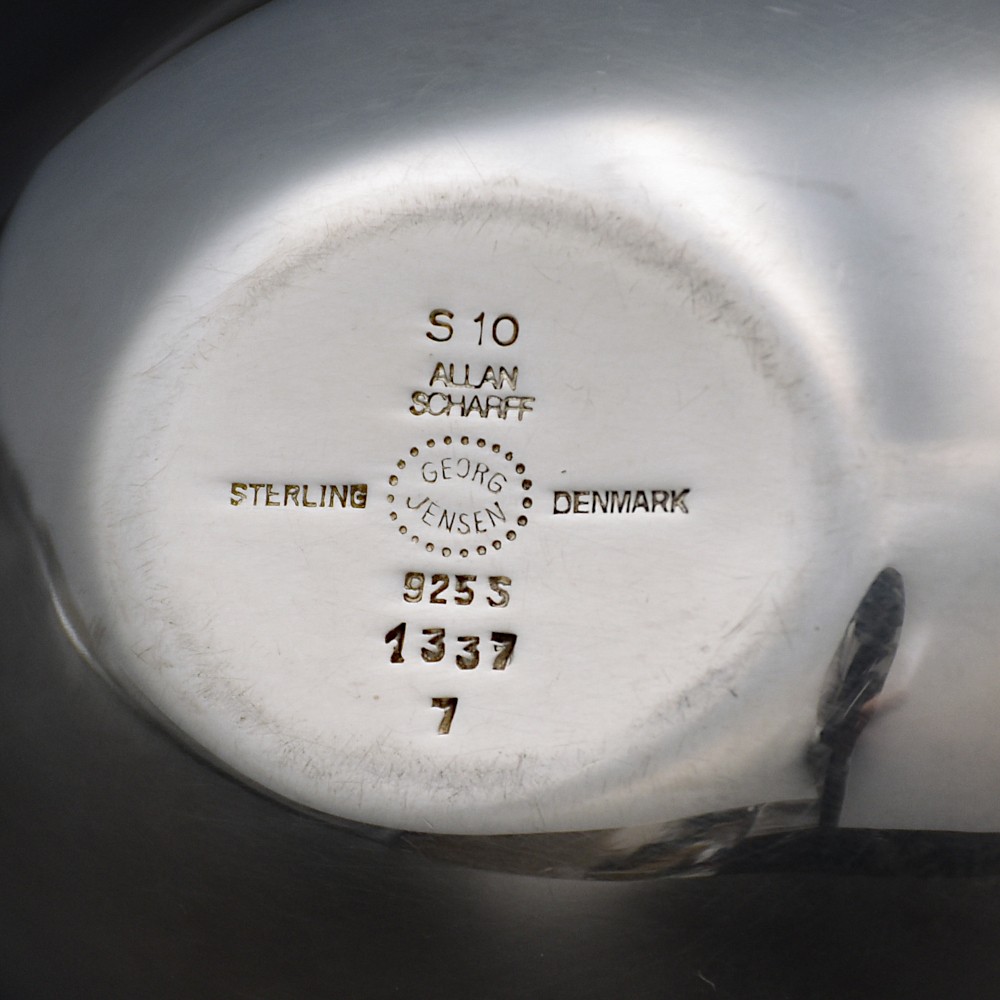 S 10
ALLAN
SCHARFF
STERLING GEORG JENSEN DENMARK
925 S
1337
7